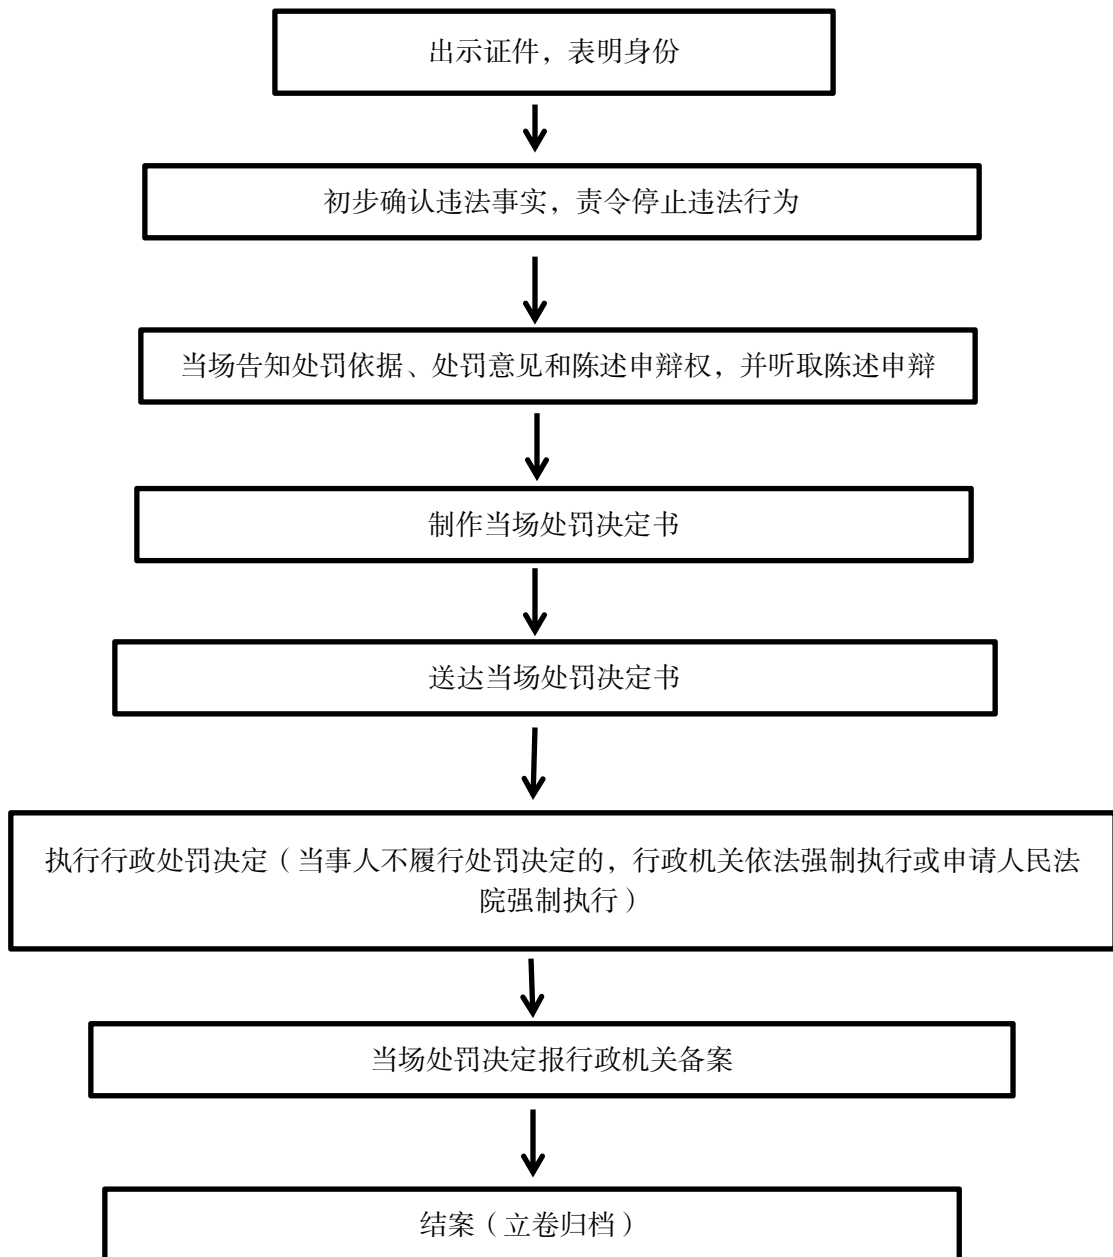 出示证件，表明身份
初步确认违法事实，责令停止违法行为
当场告知处罚依据、处罚意见和陈述申辩权，并听取陈述申辩
制作当场处罚决定书
送达当场处罚决定书
执行行政处罚决定（当事人不履行处罚决定的，行政机关依法强制执行或申请人民法
院强制执行）
当场处罚决定报行政机关备案
结案（立卷归档）